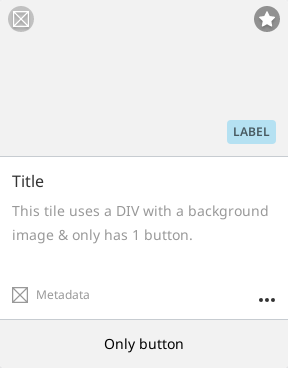 LABEL
Title
This tile uses a DIV with a background
image & only has 1 button.
Metadata
Only button